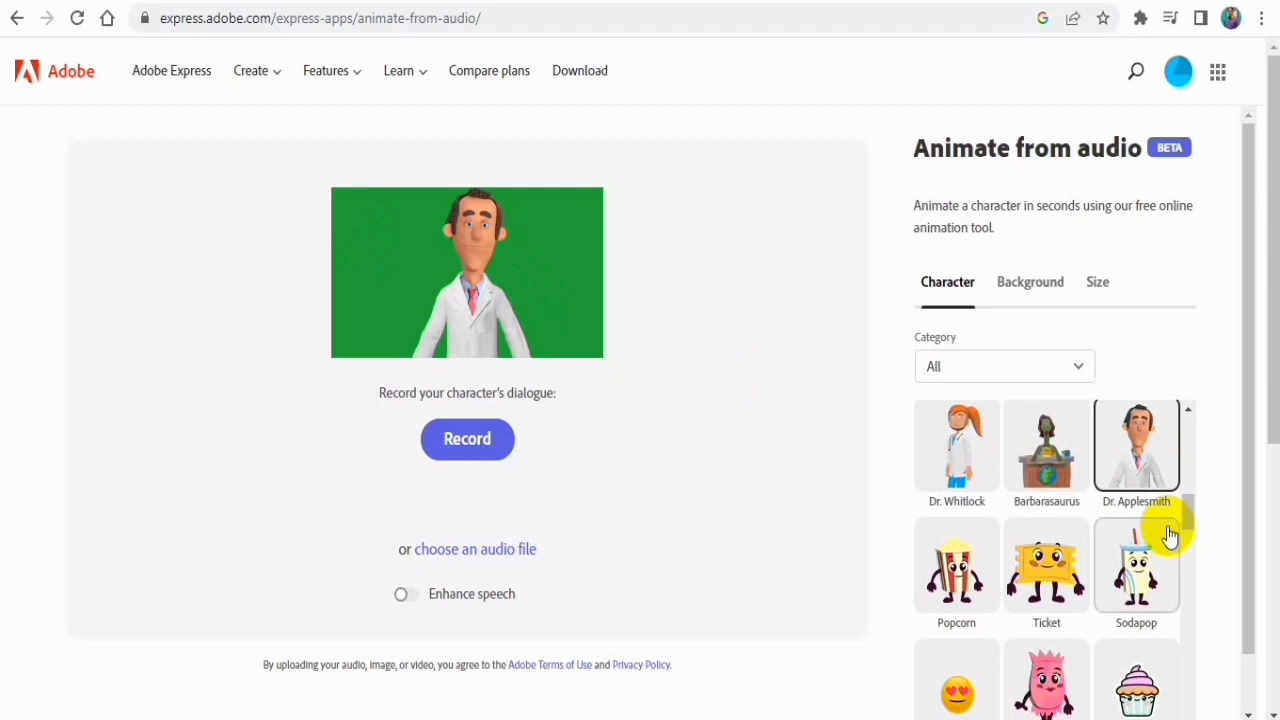 express.adobe.com/express-apps/animate-from-audio/
Adobe
Adobe Express
Create
Features
Learn
Compare plans
Download
Animate from audio BETA
Animate a character in seconds using our free online
animation tool.
Character
Background
Size
Category
All
Dr. Whitlock
Barbarasaurus
Dr. Applesmith
Popcorn
Ticket
Sodapop
Record your character's dialogue:
Record
or choose an audio file
Enhance speech
By uploading your audio, image, or video, you agree to the Adobe Terms of Use and Privacy Policy.